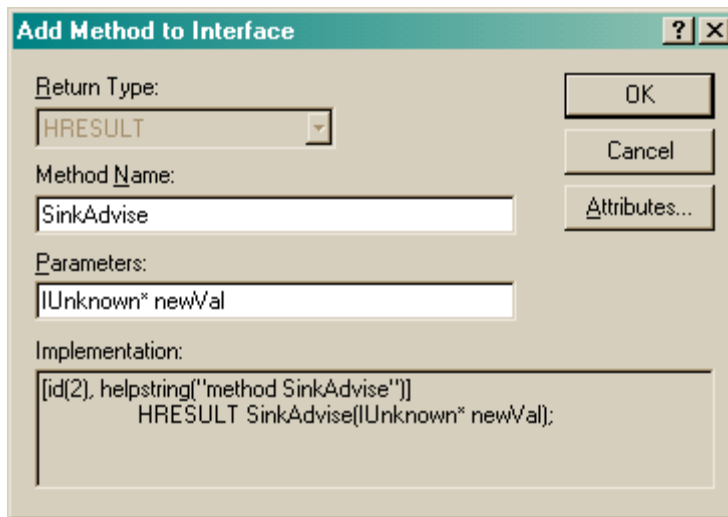 Add Method to Interface
?
Return Type:
HRESULT
OK
Cancel
Method Name:
SinkAdvise
Attributes...
Parameters:
IUnknown* newVal
Implementation:
[id(2), helpstring("method SinkAdvise")]
HRESULT SinkAdvise(IUnknown* newVal);